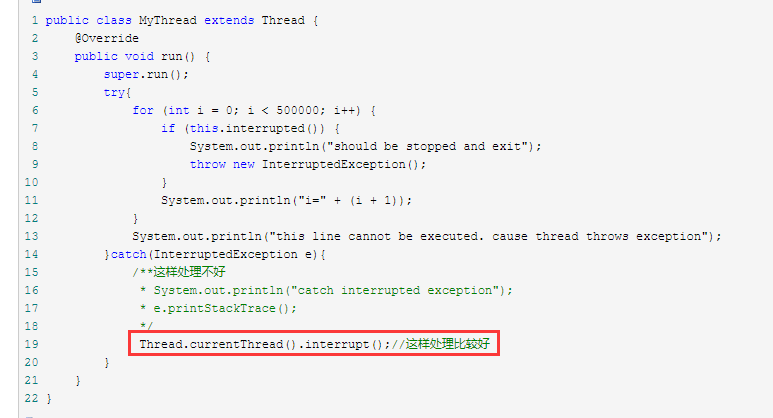 1 public class MyThread extends Thread {
2     @Override
3     public void run() {
4         super.run();
5         try{
6             for (int i = 0; i < 500000; i++) {
7                 if (this.interrupted()) {
8                     System.out.println("should be stopped and exit");
9                     throw new InterruptedException();
10                 }
11                 System.out.println("i=" + (i + 1));
12             }
13             System.out.println("this line cannot be executed. cause thread throws exception");
14         }catch(InterruptedException e){
15             /**这样处理不好
16              * System.out.println("catch interrupted exception");
17              * e.printStackTrace();
18              */
19              Thread.currentThread().interrupt();//这样处理比较好
20         }
21     }
22 }